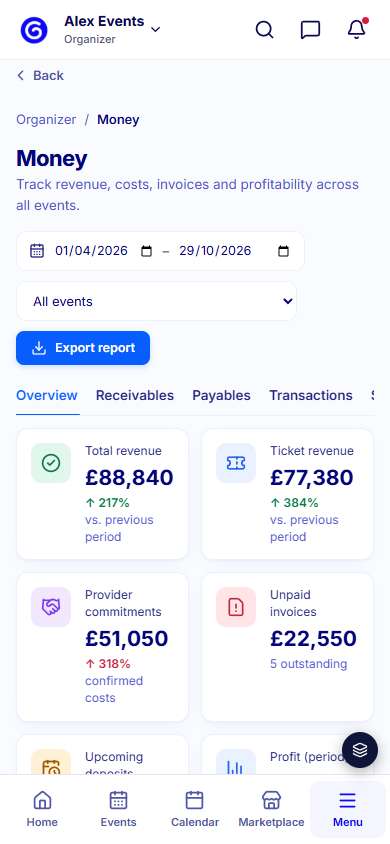 Alex Events
Organizer
Back
Organizer / Money
Money
Track revenue, costs, invoices and profitability across
all events.
01/04/2026 – 29/10/2026
All events
Export report
Overview Receivables Payables Transactions
Total revenue
£88,840
↑ 217%
vs. previous
period
Ticket revenue
£77,380
↑ 384%
vs. previous
period
Provider
commitments
£51,050
↑ 318%
confirmed
costs
Unpaid
invoices
£22,550
5 outstanding
Upcoming
deposits
Profit (period
Home Events Calendar Marketplace Menu